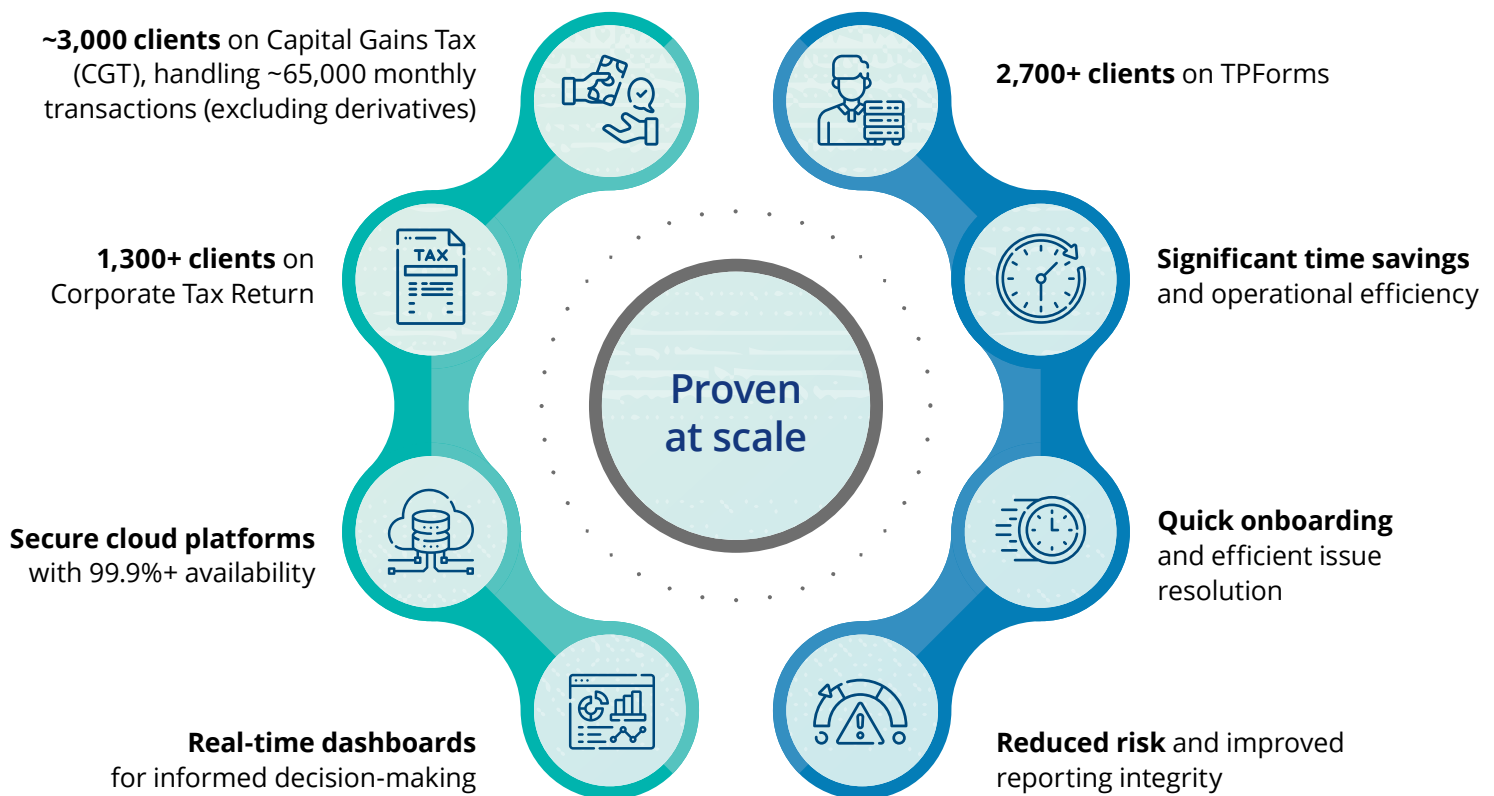 ~3,000 clients on Capital Gains Tax
(CGT), handling ~65,000 monthly
transactions (excluding derivatives)
1,300+ clients on
Corporate Tax Return
TAX
Secure cloud platforms
with 99.9%+ availability
Real-time dashboards
for informed decision-making
Proven
at scale
2,700+ clients on TPForms
Significant time savings
and operational efficiency
Quick onboarding
and efficient issue
resolution
Reduced risk and improved
reporting integrity